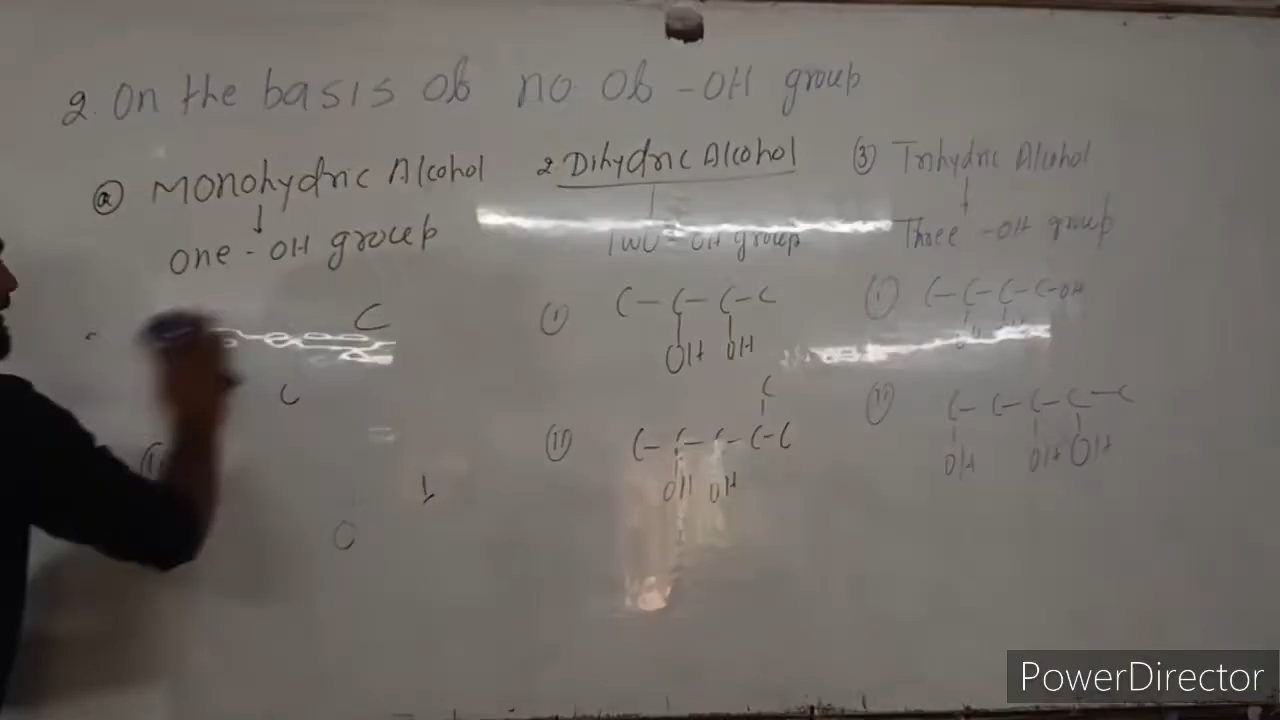 2. On the basis of no. of -OH group
ⓐ Monohydric Alcohol
↓
one -OH group
C
C
2. Dihydric Alcohol
Two -OH group
ⓘ C-C-C-C
OH OH
C
ⓘⓘ C-C-C-C-C
OH OH
③ Trihydric Alcohol
↓
Three -OH group
ⓘ C-C-C-C-OH
ⓘⓘ C-C-C-C-C
OH OH OH
PowerDirector